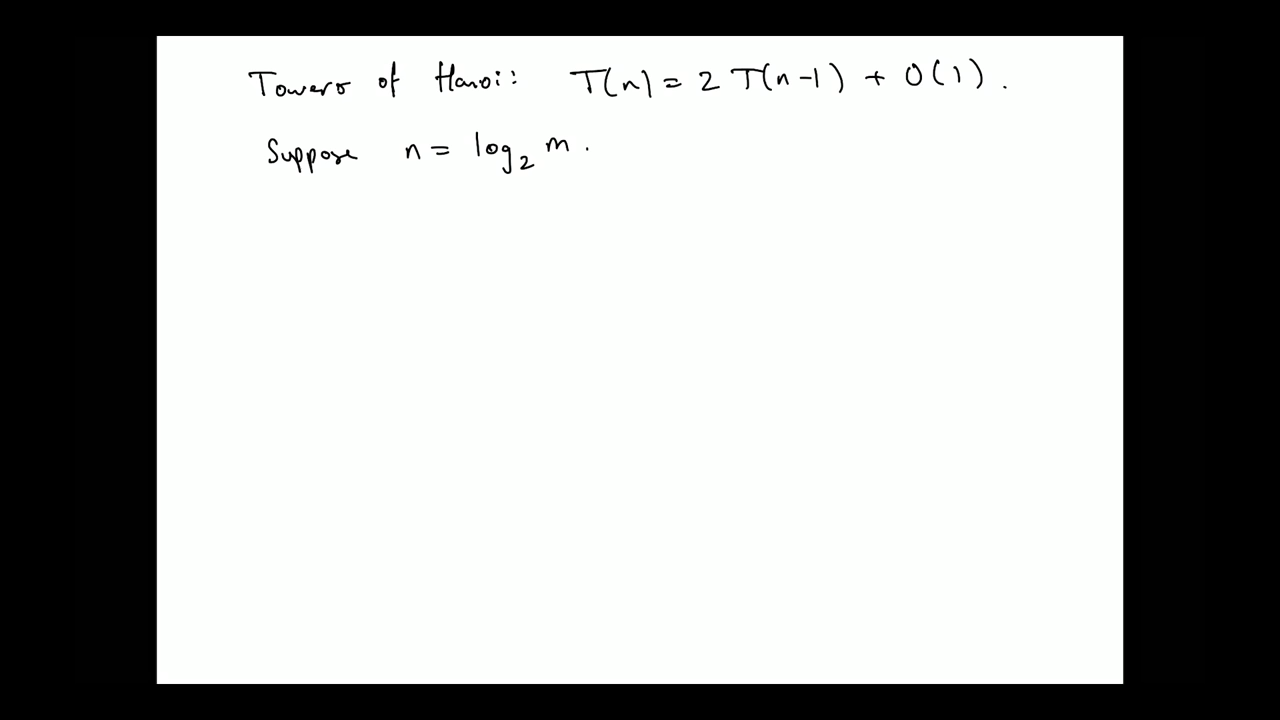 Towers of Hanoi: T(n) = 2 T(n-1) + O(1).
Suppose n = log₂ m.